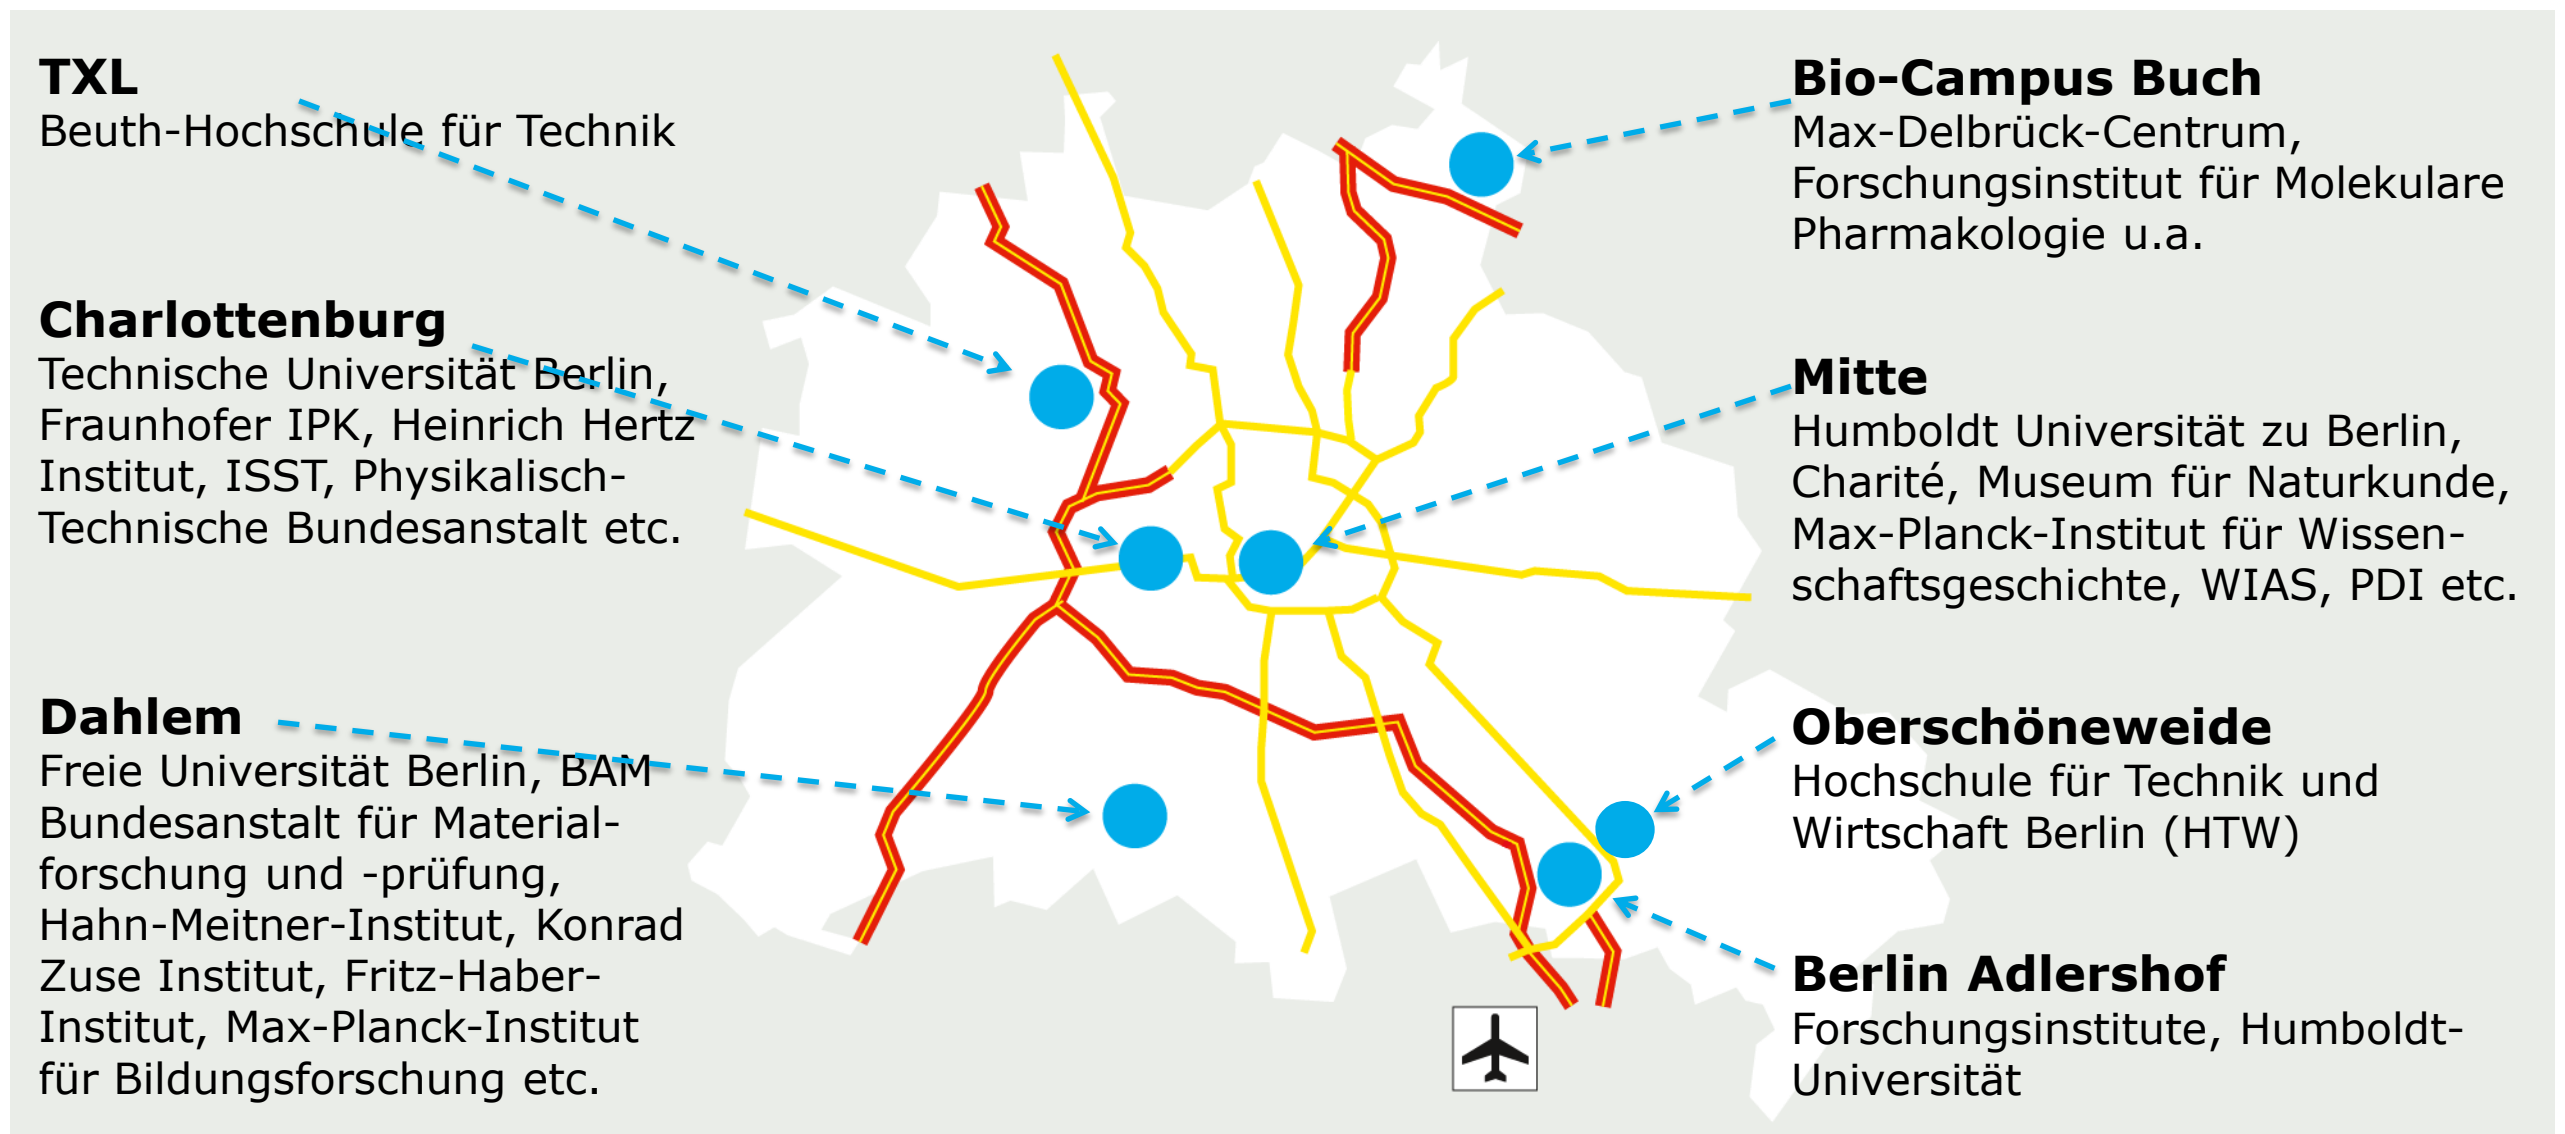 TXL
Beuth-Hochschule für Technik
Charlottenburg
Technische Universität Berlin,
Fraunhofer IPK, Heinrich Hertz
Institut, ISST, Physikalisch-
Technische Bundesanstalt etc.
Dahlem
Freie Universität Berlin, BAM
Bundesanstalt für Material-
forschung und -prüfung,
Hahn-Meitner-Institut, Konrad
Zuse Institut, Fritz-Haber-
Institut, Max-Planck-Institut
für Bildungsforschung etc.
Bio-Campus Buch
Max-Delbrück-Centrum,
Forschungsinstitut für Molekulare
Pharmakologie u.a.
Mitte
Humboldt Universität zu Berlin,
Charité, Museum für Naturkunde,
Max-Planck-Institut für Wissen-
schaftsgeschichte, WIAS, PDI etc.
Oberschöneweide
Hochschule für Technik und
Wirtschaft Berlin (HTW)
Berlin Adlershof
Forschungsinstitute, Humboldt-
Universität